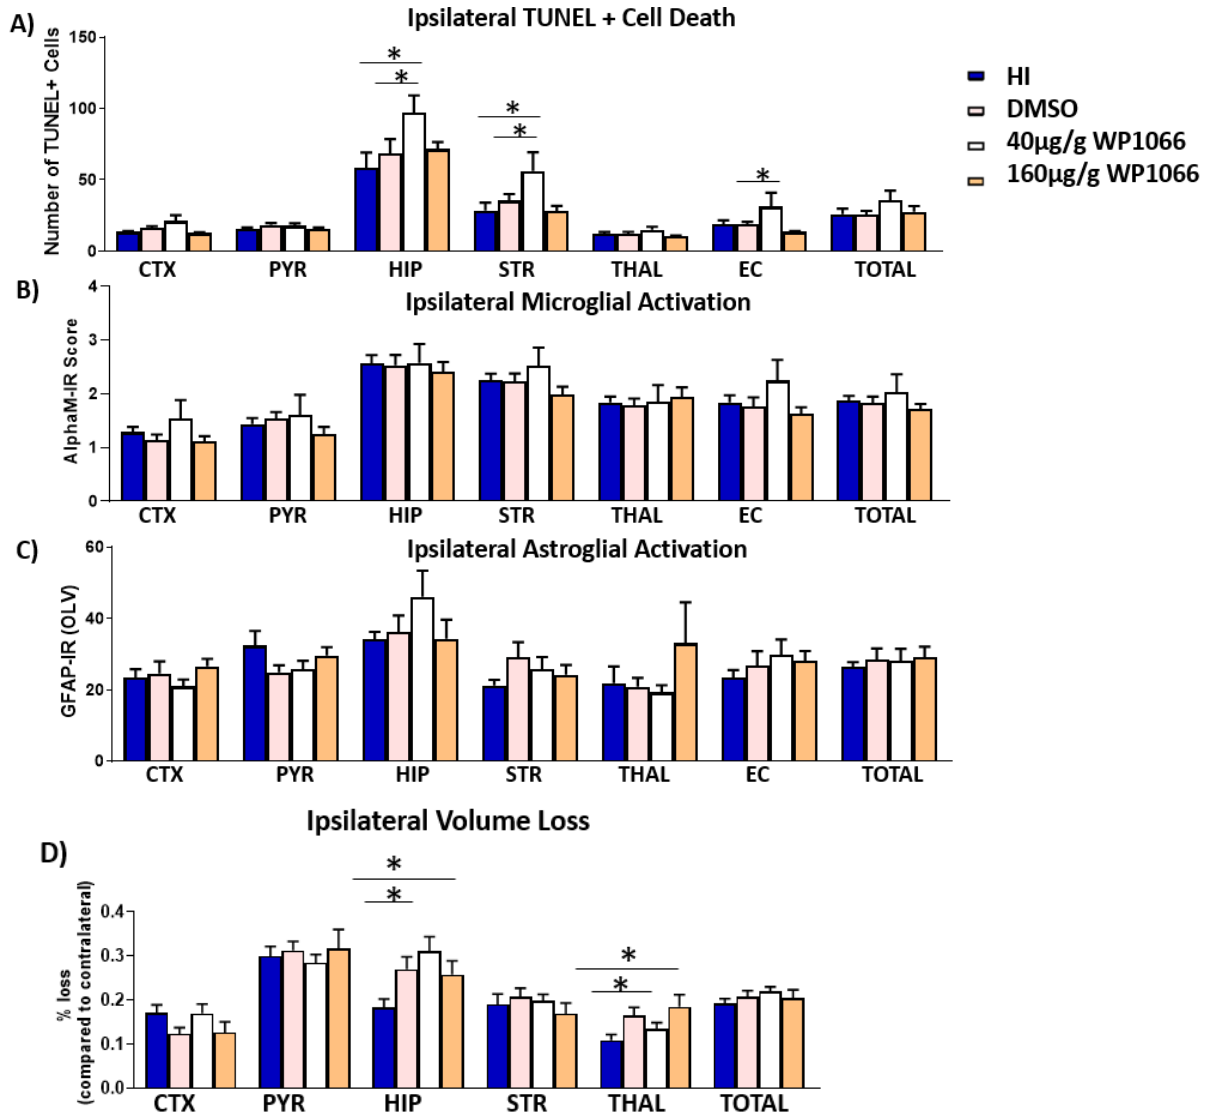 A)
Ipsilateral TUNEL + Cell Death
Number of TUNEL+ Cells
150
100
50
0
* * * * *
CTX PYR HIP STR THAL EC TOTAL
HI
DMSO
40µg/g WP1066
160µg/g WP1066
B)
Ipsilateral Microglial Activation
AlphaM-IR Score
4
3
2
1
0
CTX PYR HIP STR THAL EC TOTAL
C)
Ipsilateral Astroglial Activation
GFAP-IR (OLV)
60
40
20
0
CTX PYR HIP STR THAL EC TOTAL
Ipsilateral Volume Loss
D)
% loss
(compared to contralateral)
0.4
0.3
0.2
0.1
0.0
* * * *
CTX PYR HIP STR THAL TOTAL